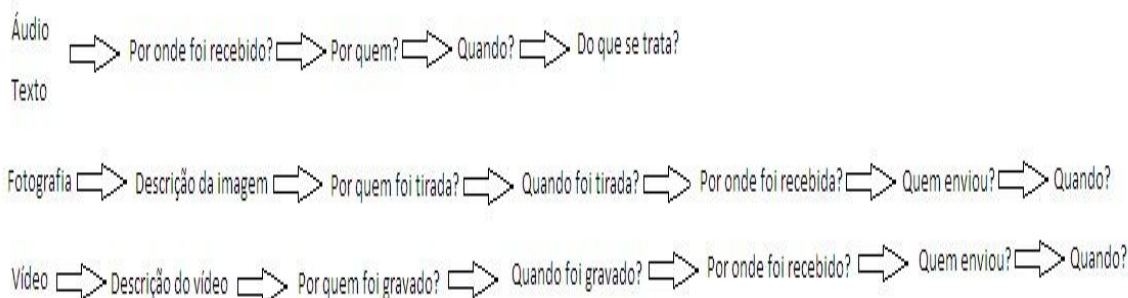 Áudio
Por onde foi recebido? Por quem? Quando? Do que se trata?
Texto
Fotografia Descrição da imagem Por quem foi tirada? Quando foi tirada? Por onde foi recebida? Quem enviou? Quando?
Vídeo Descrição do vídeo Por quem foi gravado? Quando foi gravado? Por onde foi recebido? Quem enviou? Quando?